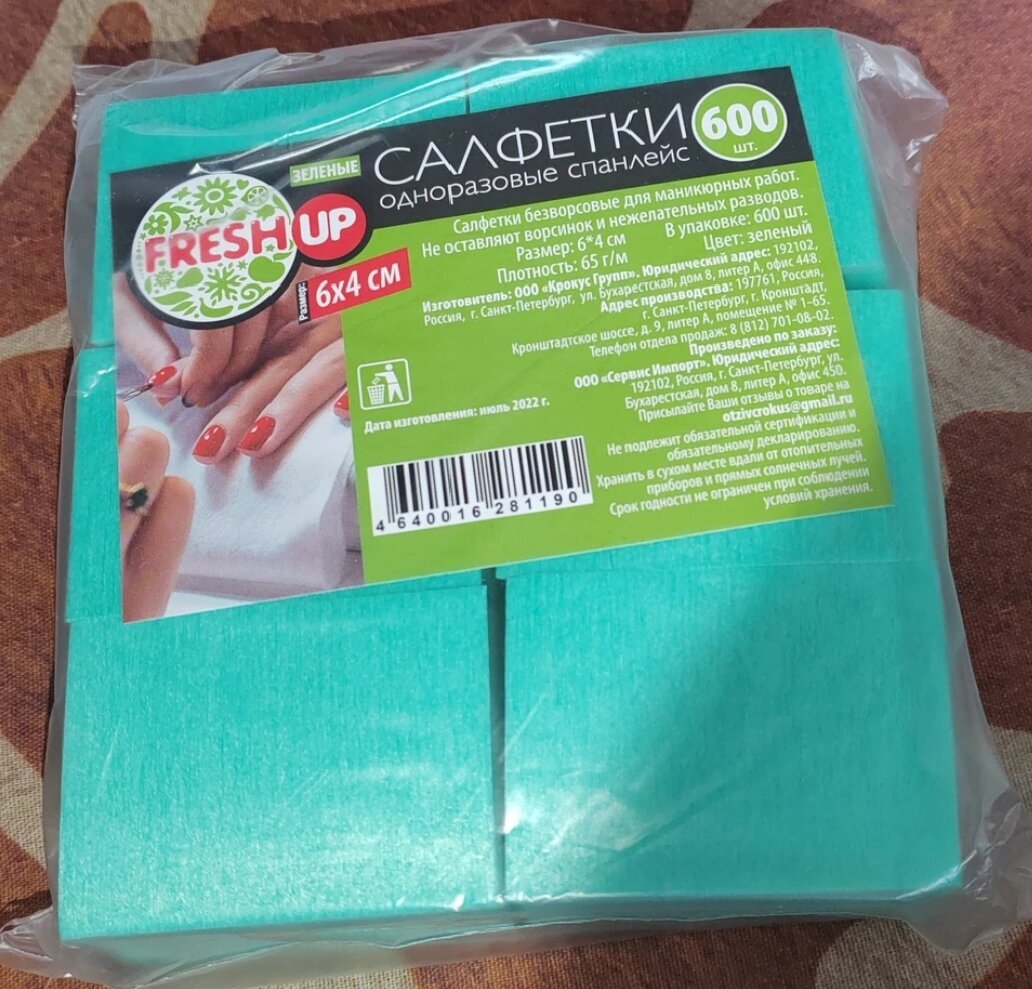 ЗЕЛЕНЫЕ
САЛФЕТКИ
одноразовые спанлейс
600
шт.
FRESH UP
Размер:
6х4 см
Салфетки безворсовые для маникюрных работ.
Не оставляют ворсинок и нежелательных разводов.
Размер: 6*4 см В упаковке: 600 шт.
Плотность: 65 г/м Цвет: зеленый
Изготовитель: ООО «Крокус Групп». Юридический адрес: 192102,
Россия, г. Санкт-Петербург, ул. Бухарестская, дом 8, литер А, офис 448.
Адрес производства: 197761, Россия,
г. Санкт-Петербург, г. Кронштадт,
Кронштадтское шоссе, д. 9, литер А, помещение № 1-65.
Телефон отдела продаж: 8 (812) 701-08-02.
Произведено по заказу:
ООО «Сервис Импорт». Юридический адрес:
192102, Россия, г. Санкт-Петербург, ул.
Бухарестская, дом 8, литер А, офис 450.
Присылайте Ваши отзывы о товаре на
otzivcrokus@gmail.ru
Не подлежит обязательной сертификации и
обязательному декларированию.
Хранить в сухом месте вдали от отопительных
приборов и прямых солнечных лучей.
Срок годности не ограничен при соблюдении
условий хранения.
Дата изготовления: июль 2022 г.
4 640016 281190